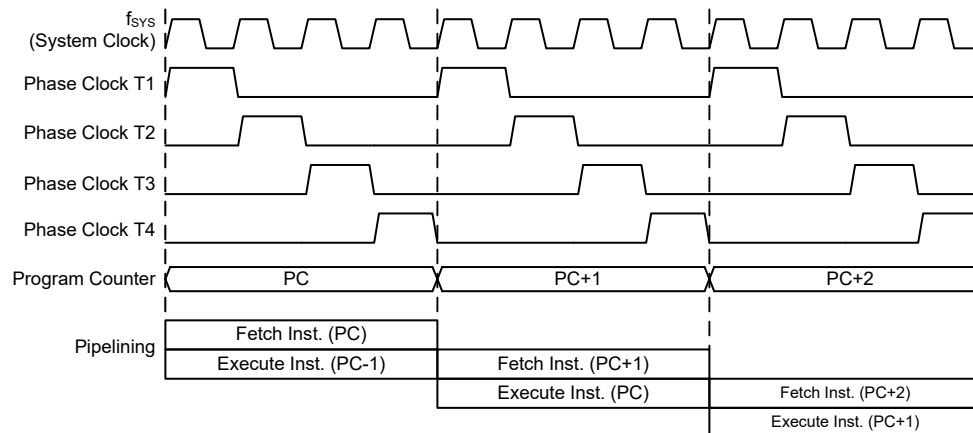 fSYS
(System Clock)
Phase Clock T1
Phase Clock T2
Phase Clock T3
Phase Clock T4
Program Counter PC PC+1 PC+2
Fetch Inst. (PC)
Pipelining
Execute Inst. (PC-1) Fetch Inst. (PC+1)
Execute Inst. (PC) Fetch Inst. (PC+2)
Execute Inst. (PC+1)